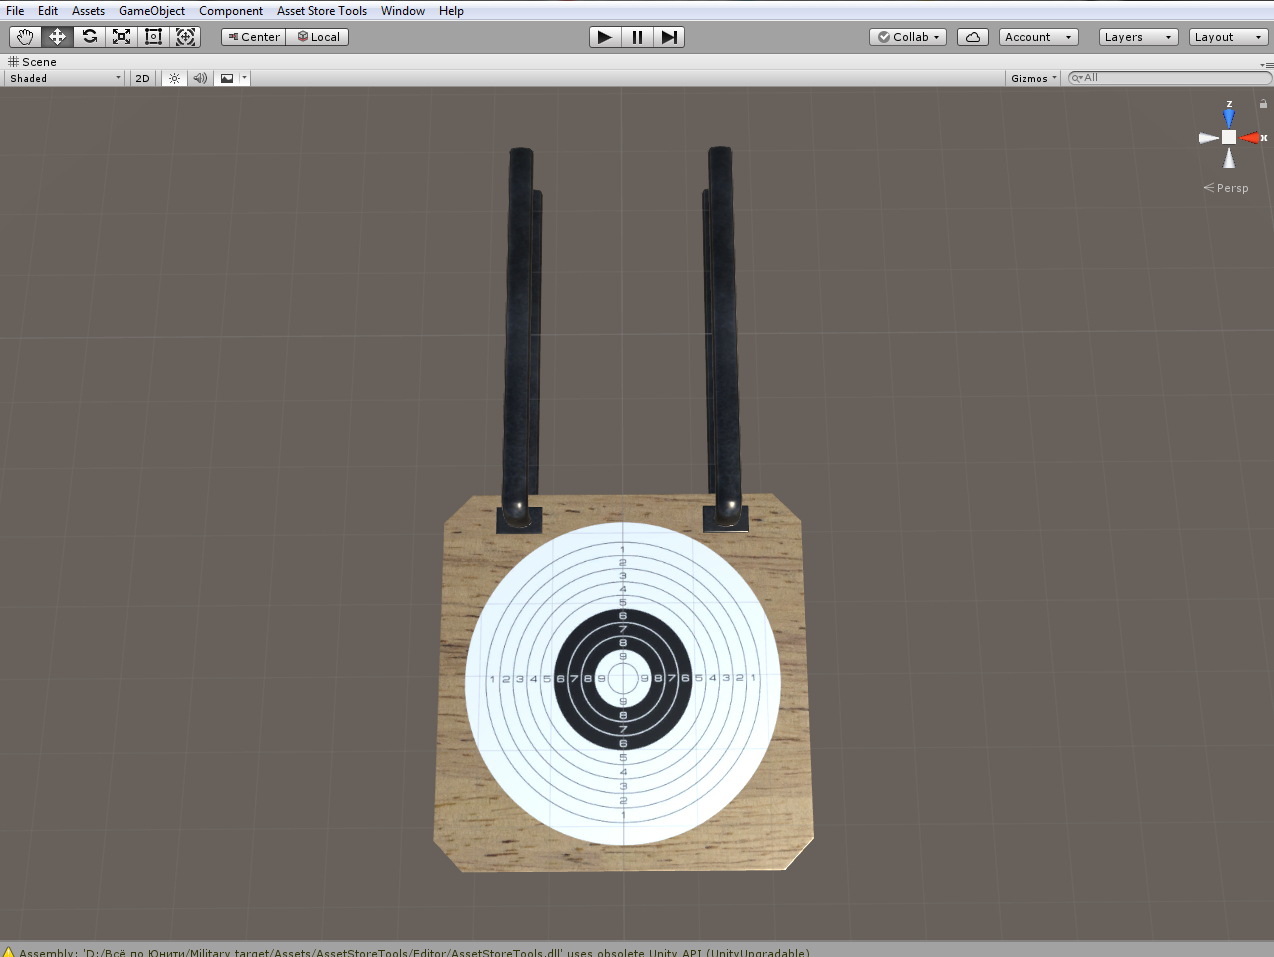 File Edit Assets GameObject Component Asset Store Tools Window Help
Center Local Collab Account Layers Layout
Scene
Shaded 2D Gizmos All
z
x
Persp
1
2
3
4
5
6
7
8
9
1 2 3 4 5 6 7 8 9 9 8 7 6 5 4 3 2 1
9
8
7
6
5
4
3
2
1
Assembly: 'D:/Всё по Юнити/Military target/Assets/AssetStoreTools/Editor/AssetStoreTools.dll' uses obsolete Unity API (UnityUpgradable)